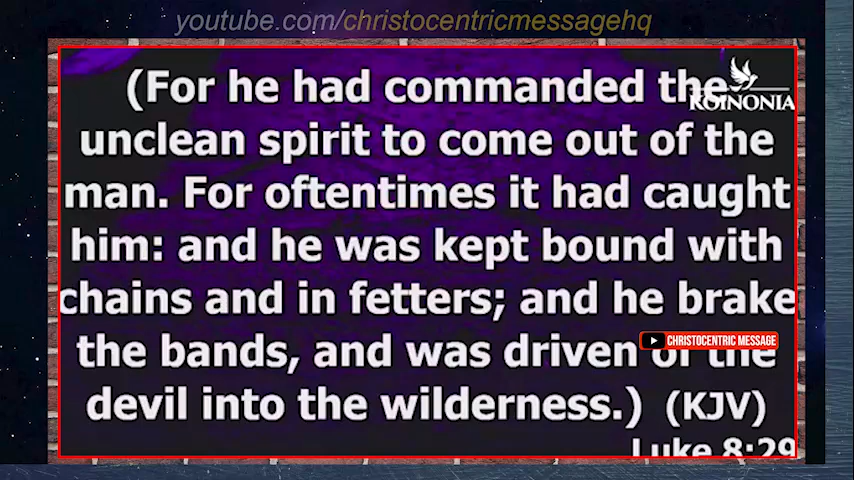 youtube.com/christocentricmessagehq
(For he had commanded the
KOINONIA
unclean spirit to come out of the
man. For oftentimes it had caught
him: and he was kept bound with
chains and in fetters; and he brake
the bands, and was driven of the
CHRISTOCENTRIC MESSAGE
devil into the wilderness.) (KJV)
Luke 8:29